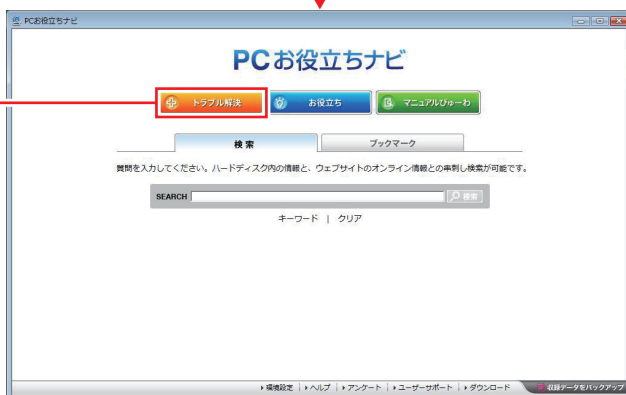 PCお役立ちナビ
PCお役立ちナビ
トラブル解決 お役立ち マニュアルびゅーわ
検索 ブックマーク
質問を入力してください。ハードディスク内の情報と、ウェブサイトのオンライン情報との串刺し検索が可能です。
SEARCH 検索
キーワード | クリア
環境設定 | ヘルプ | アンケート | ユーザーサポート | ダウンロード 収録データをバックアップ